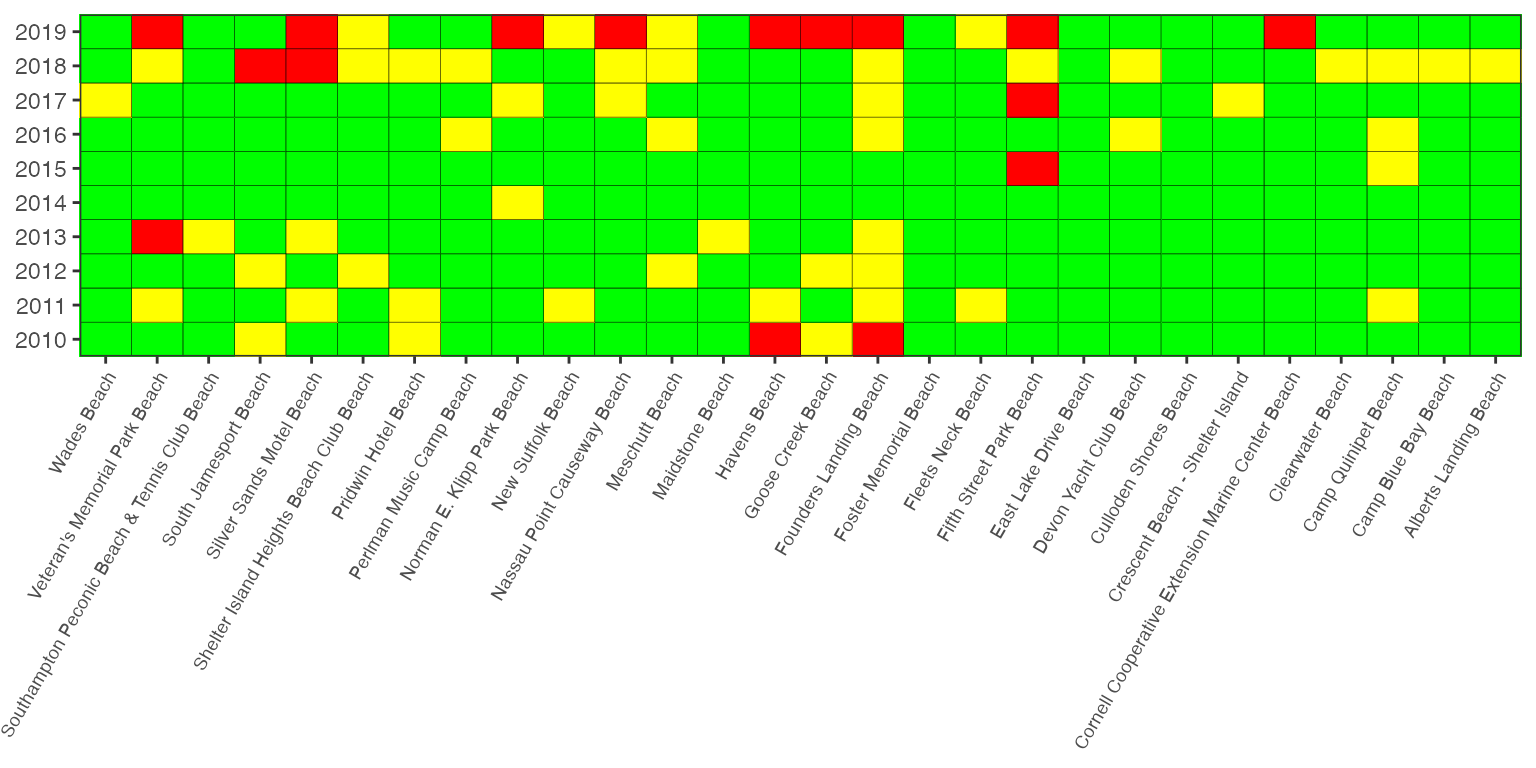 2019
2018
2017
2016
2015
2014
2013
2012
2011
2010
Wades Beach
Veteran's Memorial Park Beach
Southampton Peconic Beach & Tennis Club Beach
South Jamesport Beach
Silver Sands Motel Beach
Shelter Island Heights Beach Club Beach
Pridwin Hotel Beach
Perlman Music Camp Beach
Norman E. Klipp Park Beach
New Suffolk Beach
Nassau Point Causeway Beach
Meschutt Beach
Maidstone Beach
Havens Beach
Goose Creek Beach
Founders Landing Beach
Foster Memorial Beach
Fleets Neck Beach
Fifth Street Park Beach
East Lake Drive Beach
Devon Yacht Club Beach
Culloden Shores Beach
Crescent Beach - Shelter Island
Cornell Cooperative Extension Marine Center Beach
Clearwater Beach
Camp Quinipet Beach
Camp Blue Bay Beach
Alberts Landing Beach